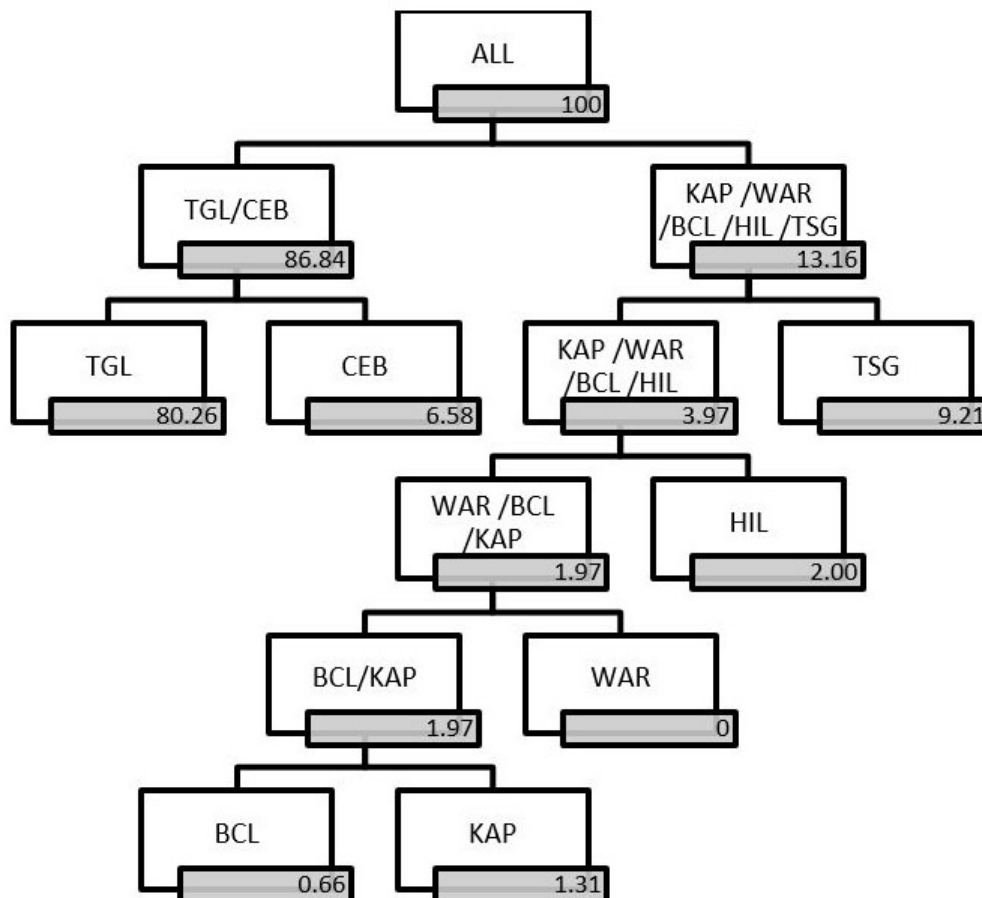 ALL
100
TGL/CEB
86.84
KAP /WAR
/BCL /HIL /TSG
13.16
TGL
80.26
CEB
6.58
KAP /WAR
/BCL /HIL
3.97
TSG
9.21
WAR /BCL
/KAP
1.97
HIL
2.00
BCL/KAP
1.97
WAR
0
BCL
0.66
KAP
1.31